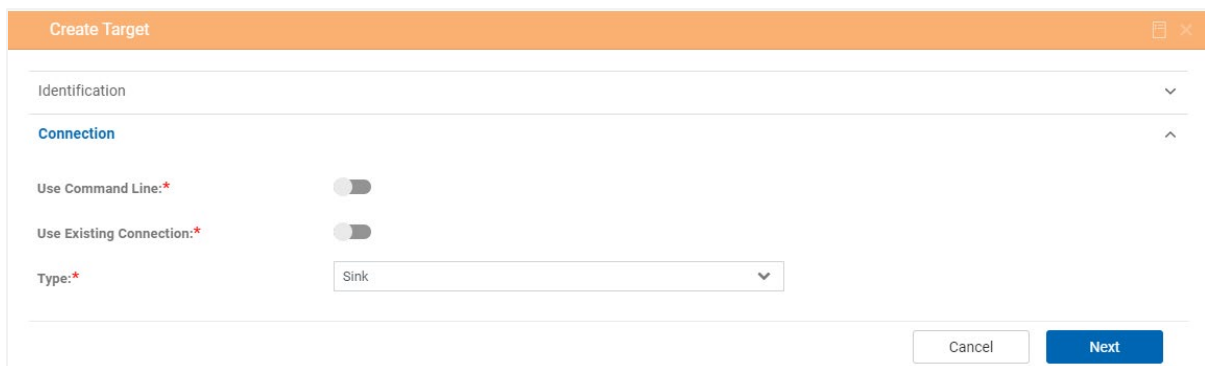 Create Target
Identification
Connection
Use Command Line:*
Use Existing Connection:*
Type:* Sink
Cancel Next